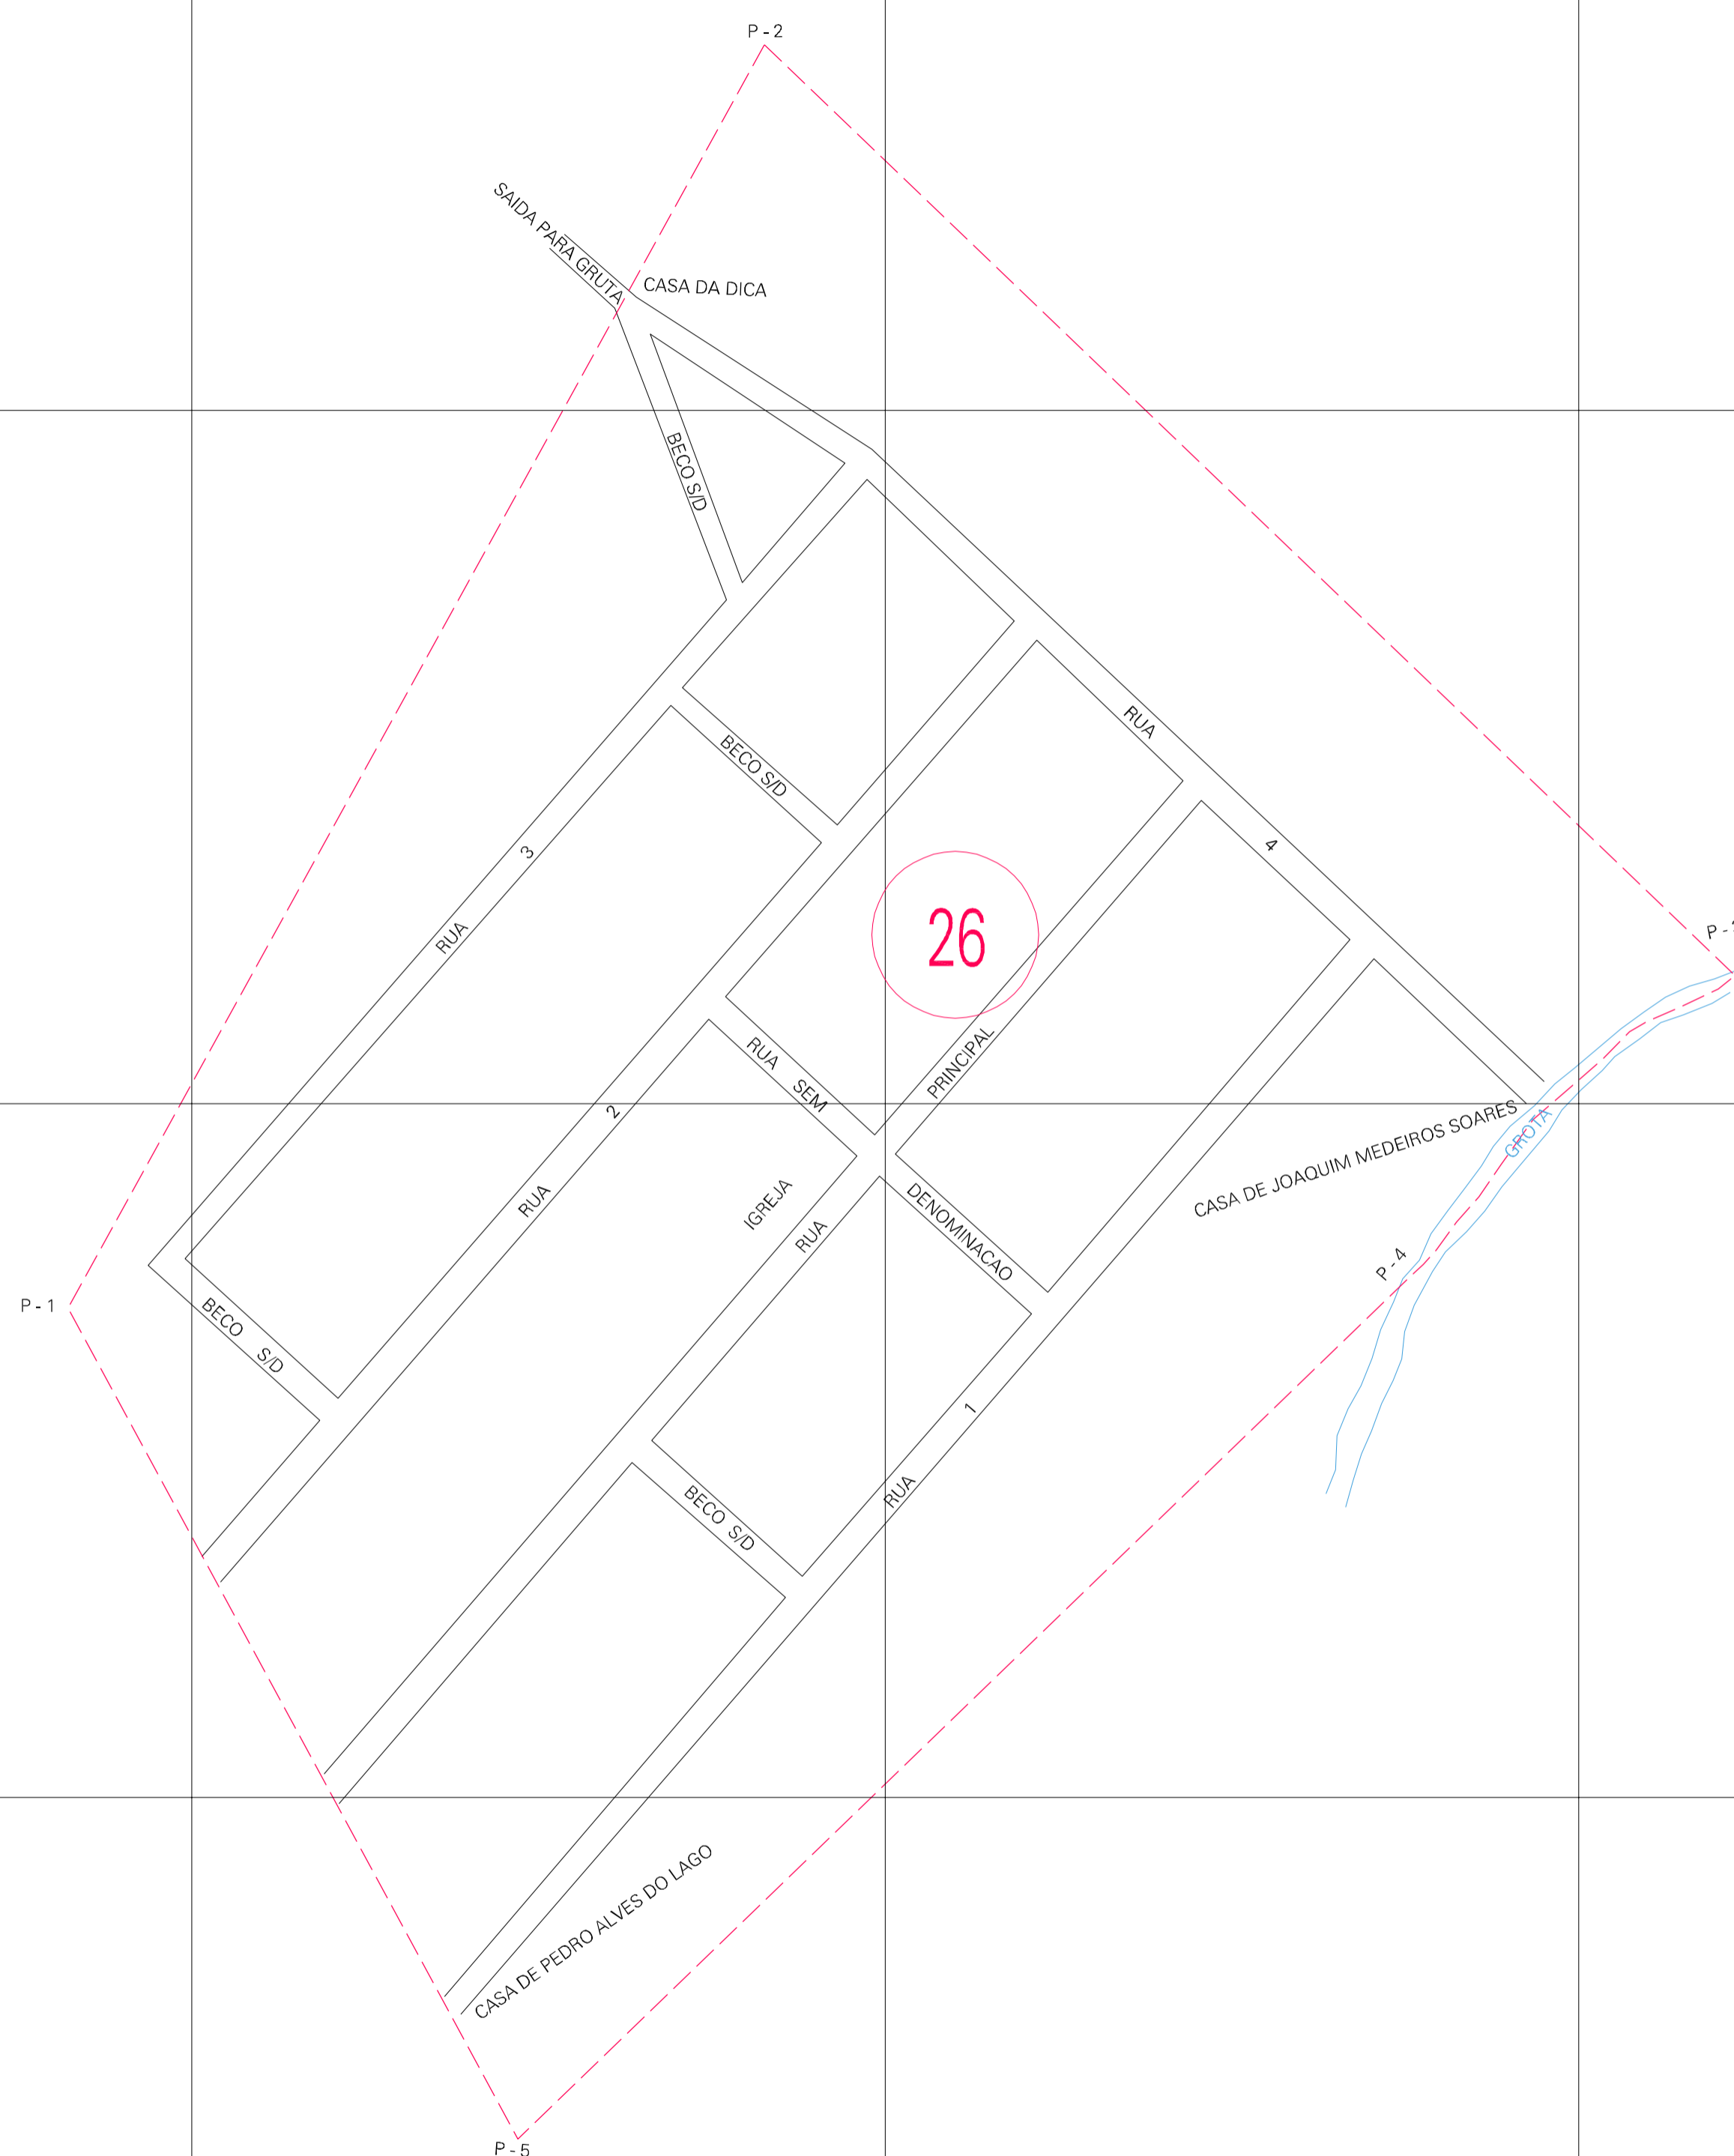 P - 2
SAIDA PARA GRUTA
CASA DA DICA
BECO S/D
RUA 4
BECO S/D
RUA 3
26
P -
RUA PRINCIPAL
RUA SEM DENOMINACAO
RUA 2
CASA DE JOAQUIM MEDEIROS SOARES
GROTA
IGREJA
P - 4
P - 1
BECO S/D
RUA 1
BECO S/D
CASA DE PEDRO ALVES DO LAGO
P - 5